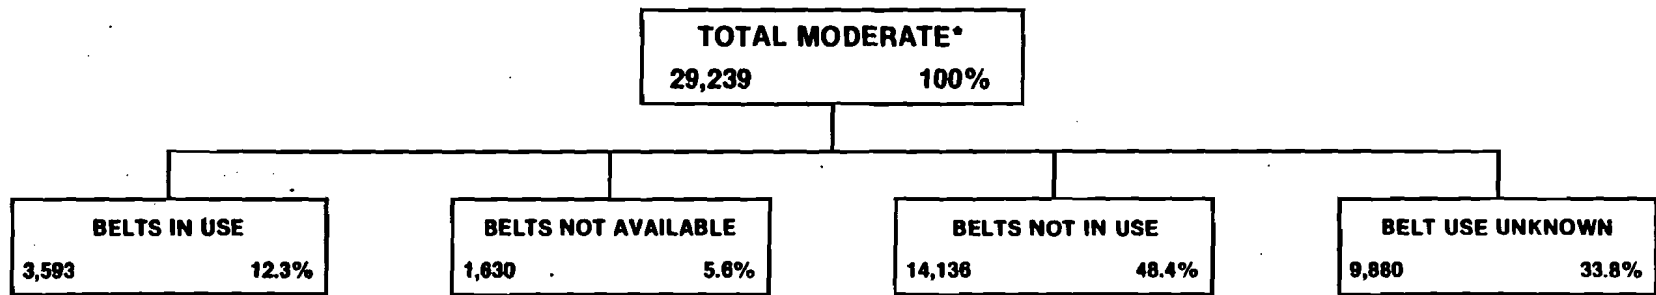 TOTAL MODERATE*
29,239 100%
BELTS IN USE
3,593 12.3%
BELTS NOT AVAILABLE
1,630 5.6%
BELTS NOT IN USE
14,136 48.4%
BELT USE UNKNOWN
9,880 33.8%